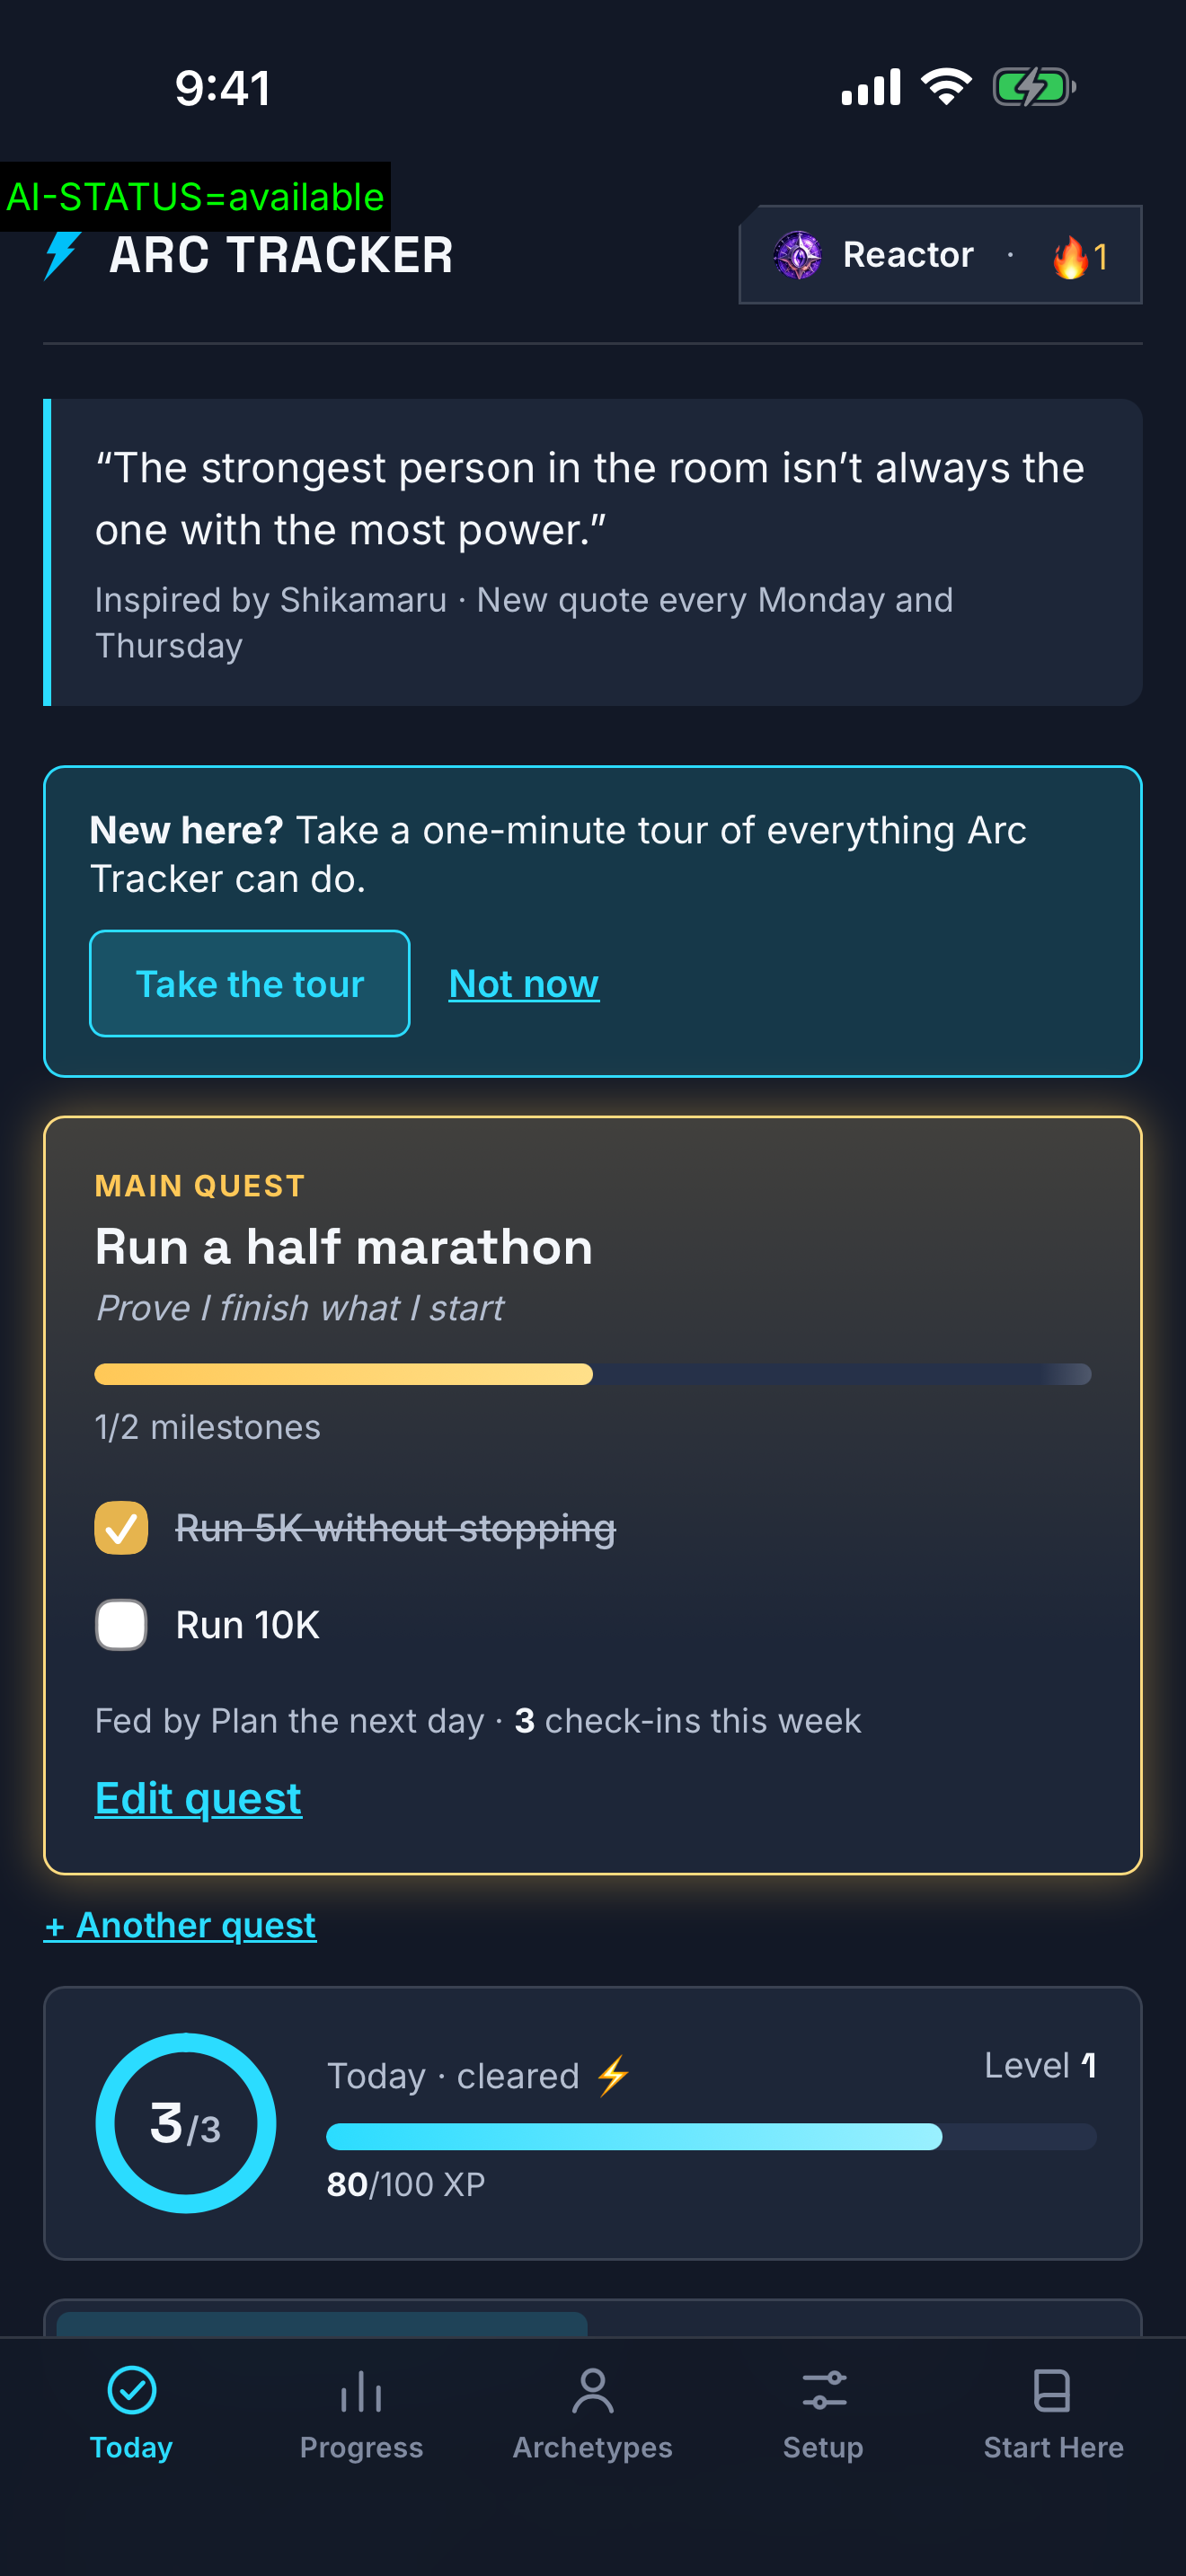 9:41
AI-STATUS=available
ARC TRACKER
Reactor · 🔥1
“The strongest person in the room isn’t always the
one with the most power.”
Inspired by Shikamaru · New quote every Monday and
Thursday
New here? Take a one-minute tour of everything Arc
Tracker can do.
Take the tour
Not now
MAIN QUEST
Run a half marathon
Prove I finish what I start
1/2 milestones
Run 5K without stopping
Run 10K
Fed by Plan the next day · 3 check-ins this week
Edit quest
+ Another quest
3/3
Today · cleared ⚡
Level 1
80/100 XP
Today
Progress
Archetypes
Setup
Start Here